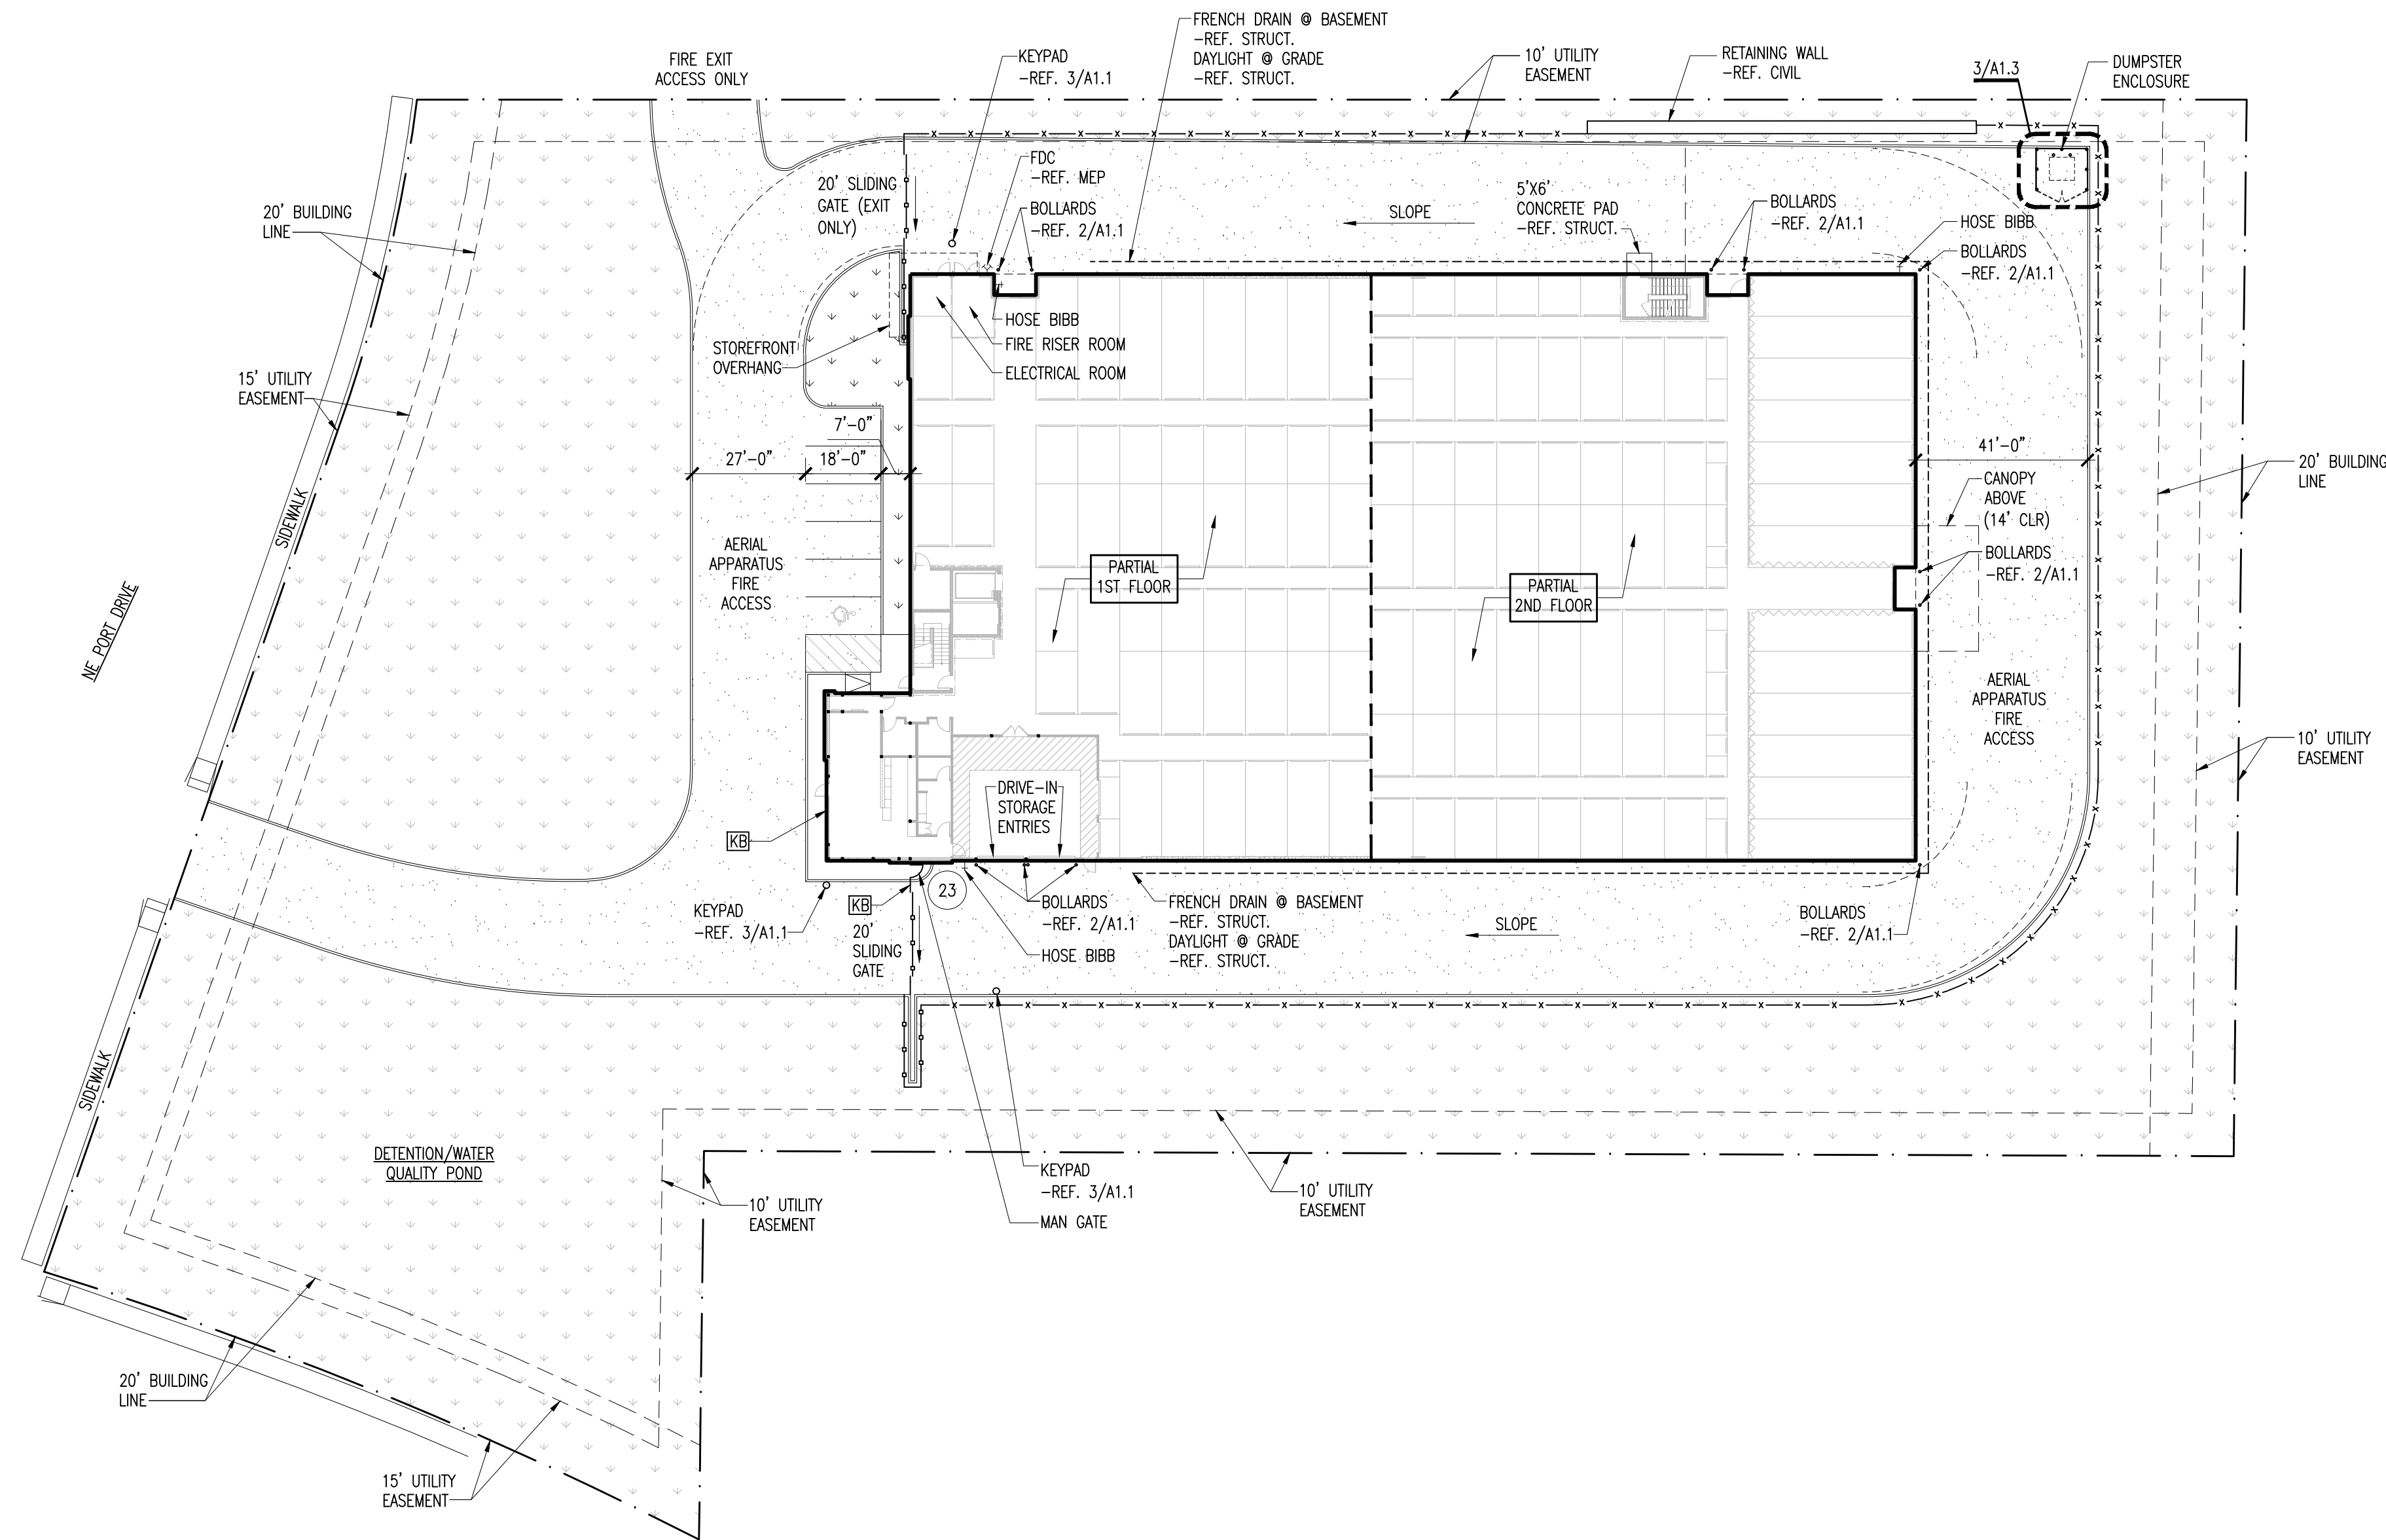 FRENCH DRAIN @ BASEMENT
-REF. STRUCT.
DAYLIGHT @ GRADE
-REF. STRUCT.
FIRE EXIT
ACCESS ONLY
KEYPAD
-REF. 3/A1.1
10' UTILITY
EASEMENT
RETAINING WALL
-REF. CIVIL
3/A1.3
DUMPSTER
ENCLOSURE
20' BUILDING
LINE
20' SLIDING
GATE (EXIT
ONLY)
FDC
-REF. MEP
BOLLARDS
-REF. 2/A1.1
SLOPE
5'X6'
CONCRETE PAD
-REF. STRUCT.
BOLLARDS
-REF. 2/A1.1
HOSE BIBB
BOLLARDS
-REF. 2/A1.1
HOSE BIBB
FIRE RISER ROOM
ELECTRICAL ROOM
STOREFRONT
OVERHANG
15' UTILITY
EASEMENT
7'-0"
27'-0"
18'-0"
41'-0"
20' BUILDING
LINE
CANOPY
ABOVE
(14' CLR)
SIDEWALK
AERIAL
APPARATUS
FIRE
ACCESS
PARTIAL
1ST FLOOR
PARTIAL
2ND FLOOR
BOLLARDS
-REF. 2/A1.1
NE PORT DRIVE
AERIAL
APPARATUS
FIRE
ACCESS
10' UTILITY
EASEMENT
DRIVE-IN
STORAGE
ENTRIES
KB
KB
23
KEYPAD
-REF. 3/A1.1
20'
SLIDING
GATE
BOLLARDS
-REF. 2/A1.1
HOSE BIBB
FRENCH DRAIN @ BASEMENT
-REF. STRUCT.
DAYLIGHT @ GRADE
-REF. STRUCT.
SLOPE
BOLLARDS
-REF. 2/A1.1
SIDEWALK
DETENTION/WATER
QUALITY POND
10' UTILITY
EASEMENT
KEYPAD
-REF. 3/A1.1
MAN GATE
10' UTILITY
EASEMENT
20' BUILDING
LINE
15' UTILITY
EASEMENT